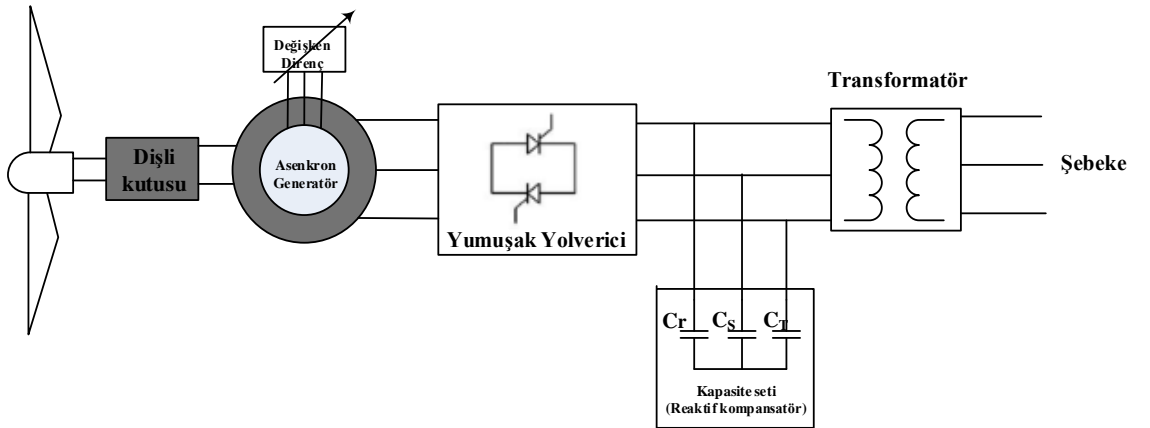 Değişken
Direnç
Transformatör
Dişli
kutusu
Asenkron
Generatör
Şebeke
Yumuşak Yolverici
Cr Cs CT
Kapasite seti
(Reaktif kompansatör)